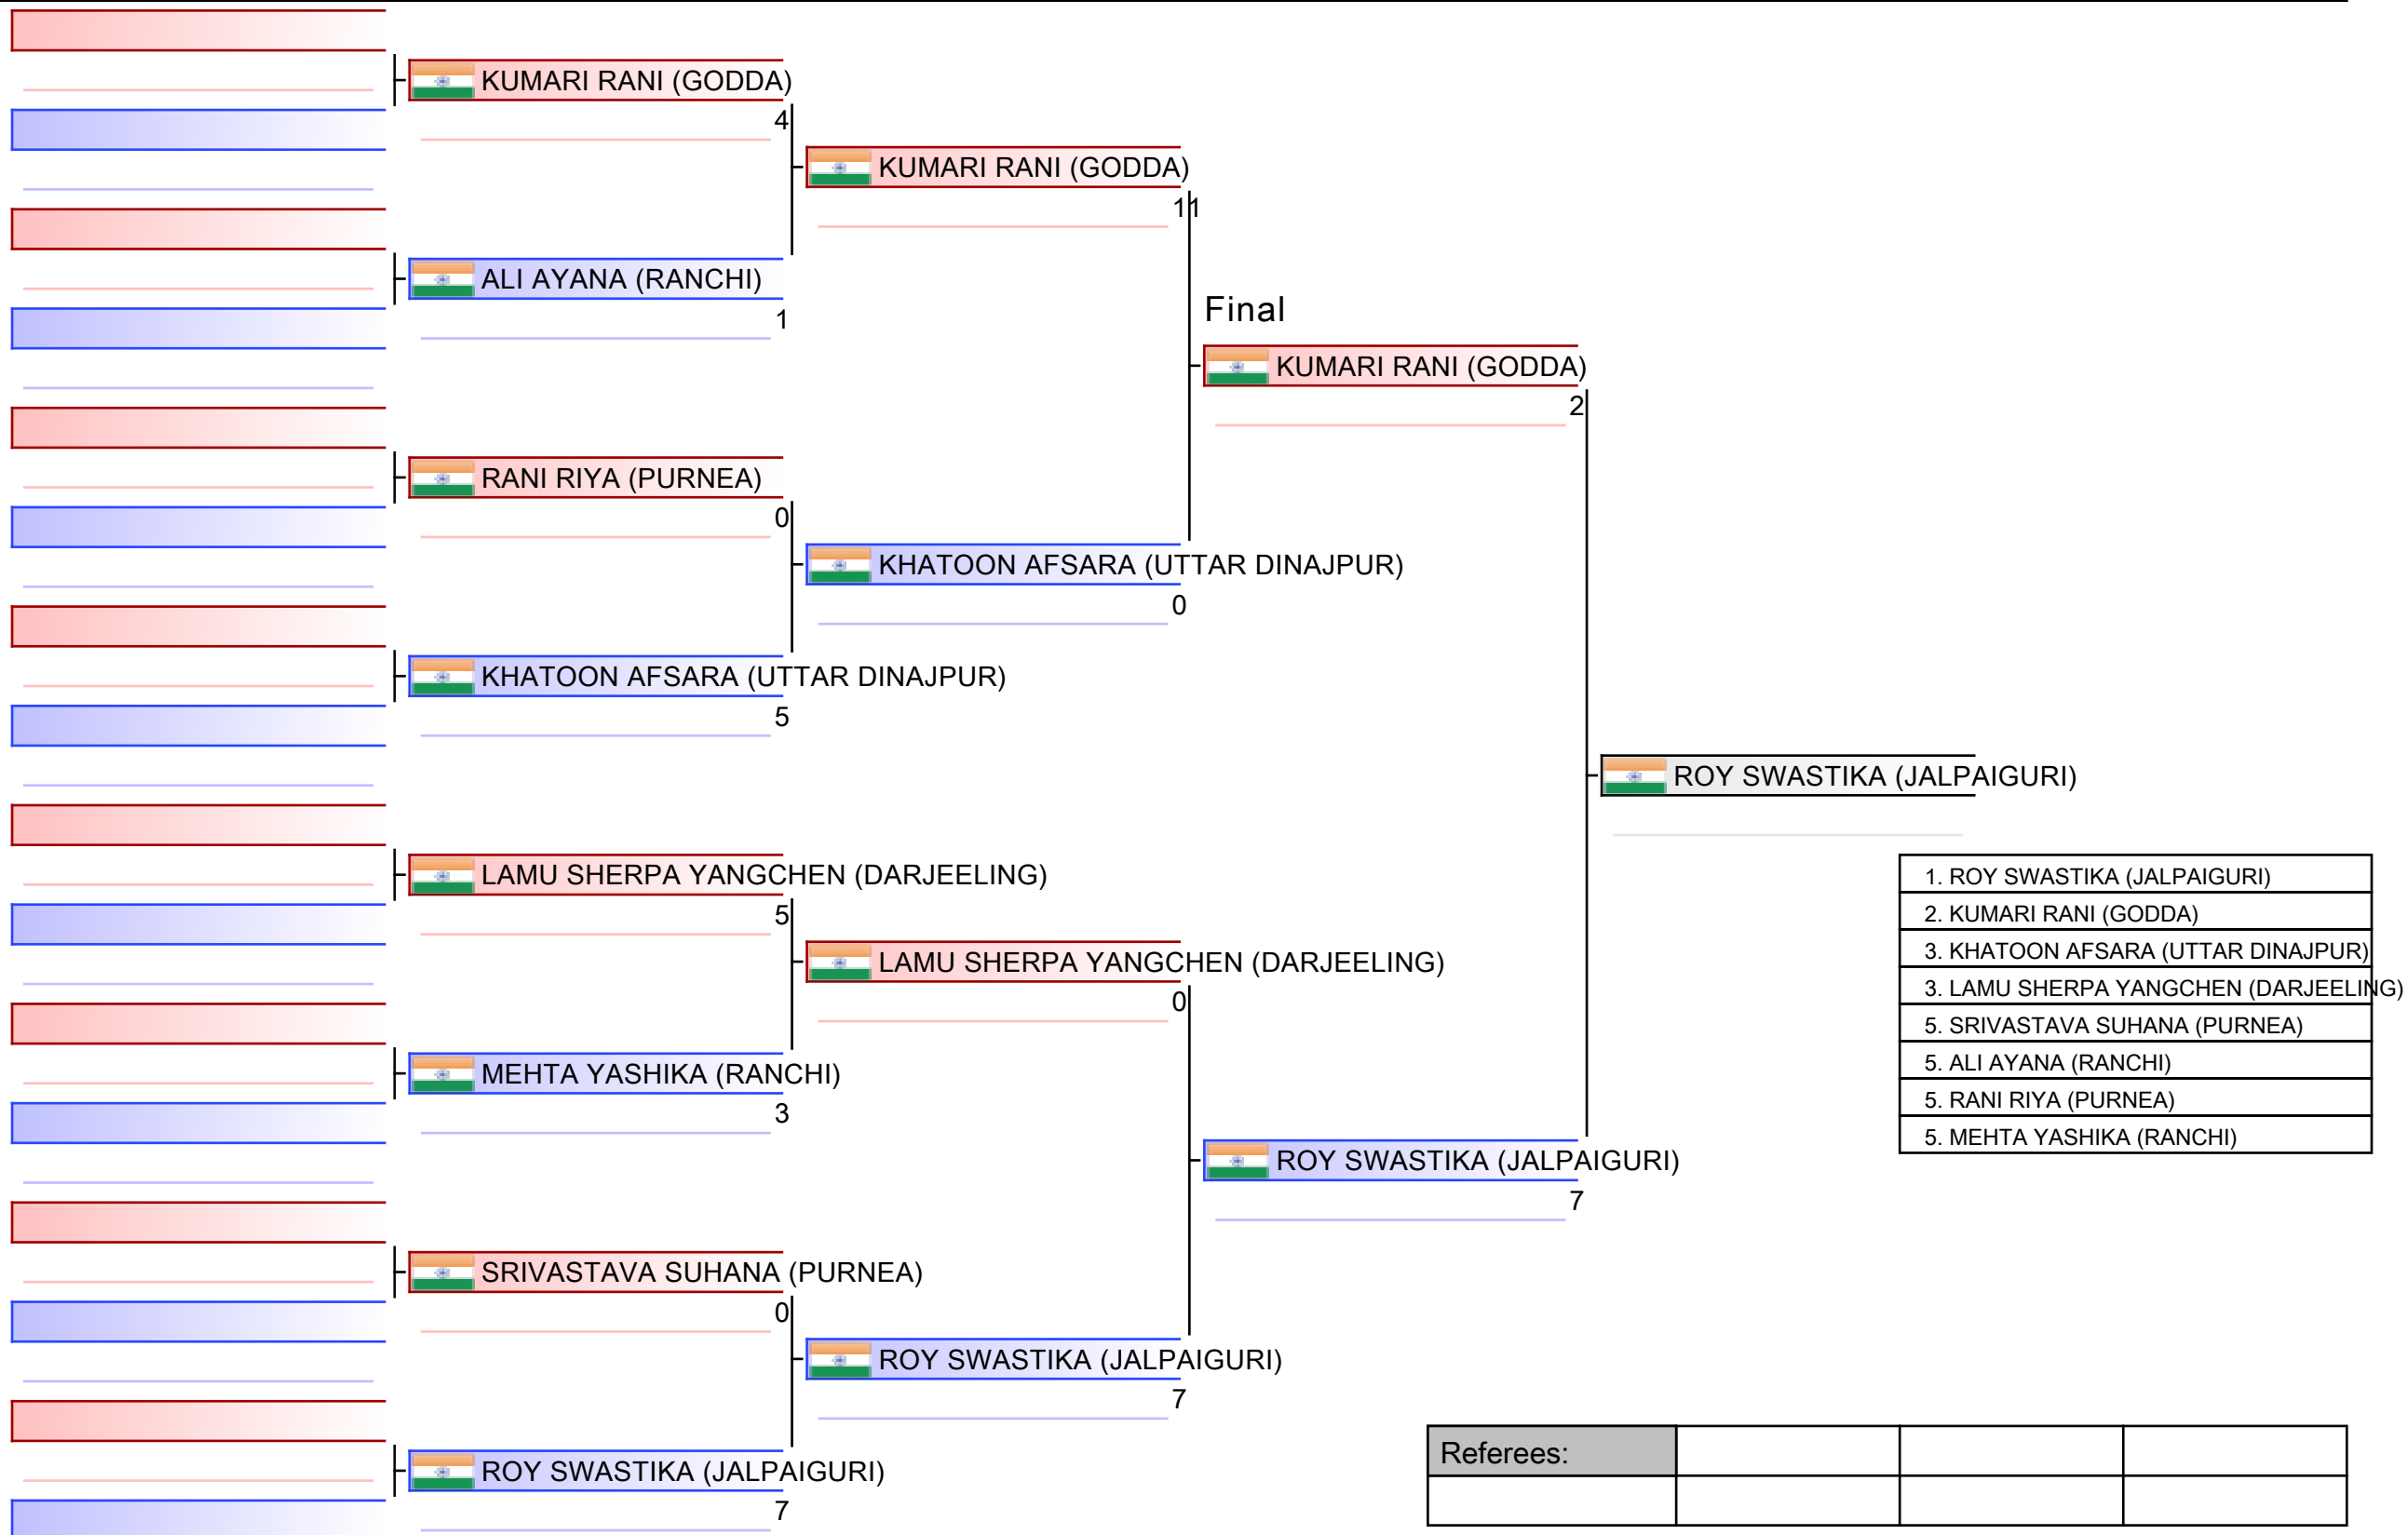 KUMARI RANI (GODDA)
4
ALI AYANA (RANCHI)
1
RANI RIYA (PURNEA)
0
KHATOON AFSARA (UTTAR DINAJPUR)
5
LAMU SHERPA YANGCHEN (DARJEELING)
5
MEHTA YASHIKA (RANCHI)
3
SRIVASTAVA SUHANA (PURNEA)
0
ROY SWASTIKA (JALPAIGURI)
7
KUMARI RANI (GODDA)
11
KHATOON AFSARA (UTTAR DINAJPUR)
0
LAMU SHERPA YANGCHEN (DARJEELING)
0
ROY SWASTIKA (JALPAIGURI)
7
Final
KUMARI RANI (GODDA)
2
ROY SWASTIKA (JALPAIGURI)
7
ROY SWASTIKA (JALPAIGURI)
1. ROY SWASTIKA (JALPAIGURI)
2. KUMARI RANI (GODDA)
3. KHATOON AFSARA (UTTAR DINAJPUR)
3. LAMU SHERPA YANGCHEN (DARJEELING)
5. SRIVASTAVA SUHANA (PURNEA)
5. ALI AYANA (RANCHI)
5. RANI RIYA (PURNEA)
5. MEHTA YASHIKA (RANCHI)
Referees: